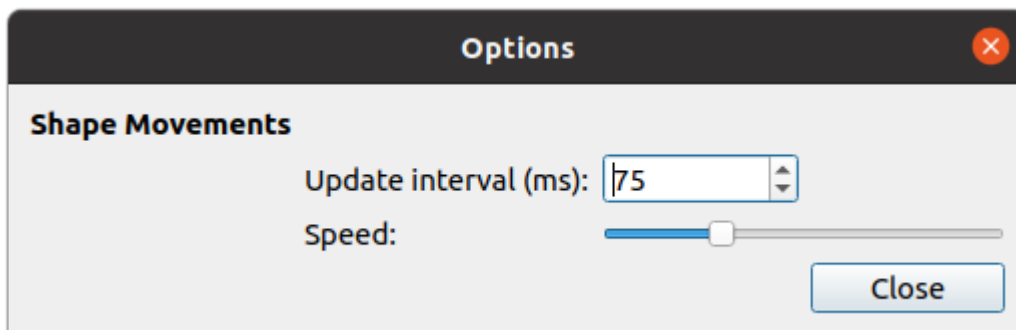 Options
Shape Movements
Update interval (ms): 75
Speed:
Close